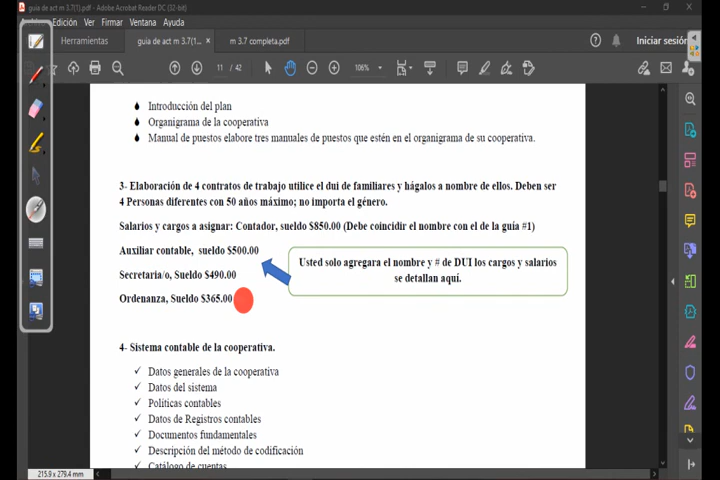 guia de act m 3.7(1).pdf - Adobe Acrobat Reader DC (32-bit)
Edición Ver Firmar Ventana Ayuda
Herramientas guia de act m 3.7(1... × m 3.7 completa.pdf Iniciar sesión
11 / 42 106%
Introducción del plan
Organigrama de la cooperativa
Manual de puestos elabore tres manuales de puestos que estén en el organigrama de su cooperativa.
3- Elaboración de 4 contratos de trabajo utilice el dui de familiares y hágalos a nombre de ellos. Deben ser
4 Personas diferentes con 50 años máximo; no importa el género.
Salarios y cargos a asignar: Contador, sueldo $850.00 (Debe coincidir el nombre con el de la guía #1)
Auxiliar contable, sueldo $500.00
Usted solo agregara el nombre y # de DUI los cargos y salarios
se detallan aquí.
Secretaria/o, Sueldo $490.00
Ordenanza, Sueldo $365.00
4- Sistema contable de la cooperativa.
Datos generales de la cooperativa
Datos del sistema
Políticas contables
Datos de Registros contables
Documentos fundamentales
Descripción del método de codificación
Catálogo de cuentas
215.9 x 279.4 mm